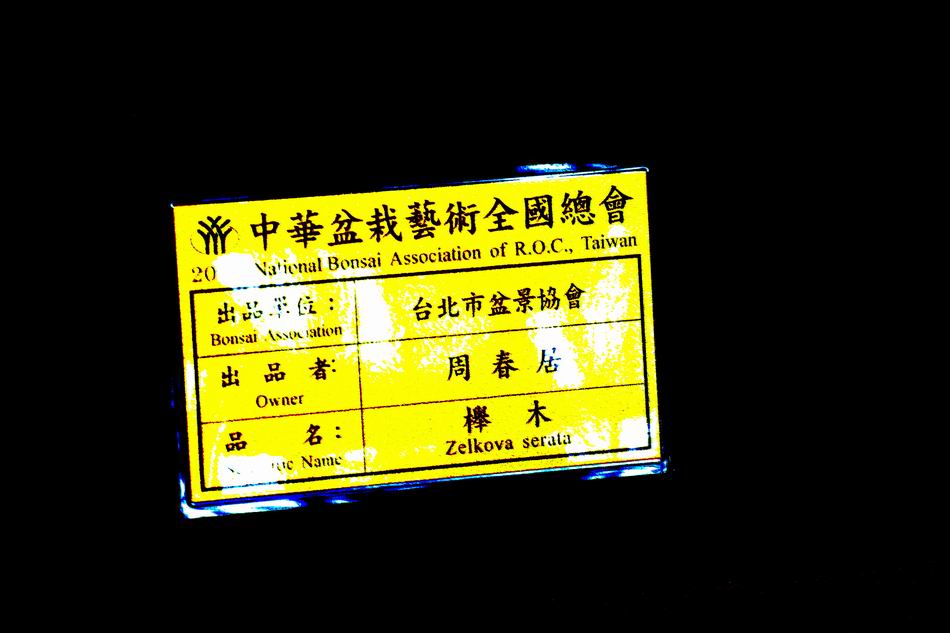 中華盆栽藝術全國總會
20 National Bonsai Association of R.O.C., Taiwan
出品單位：
Bonsai Association
台北市盆景協會
出品者：
Owner
周春居
品名：
Name
櫸木
Zelkova serata